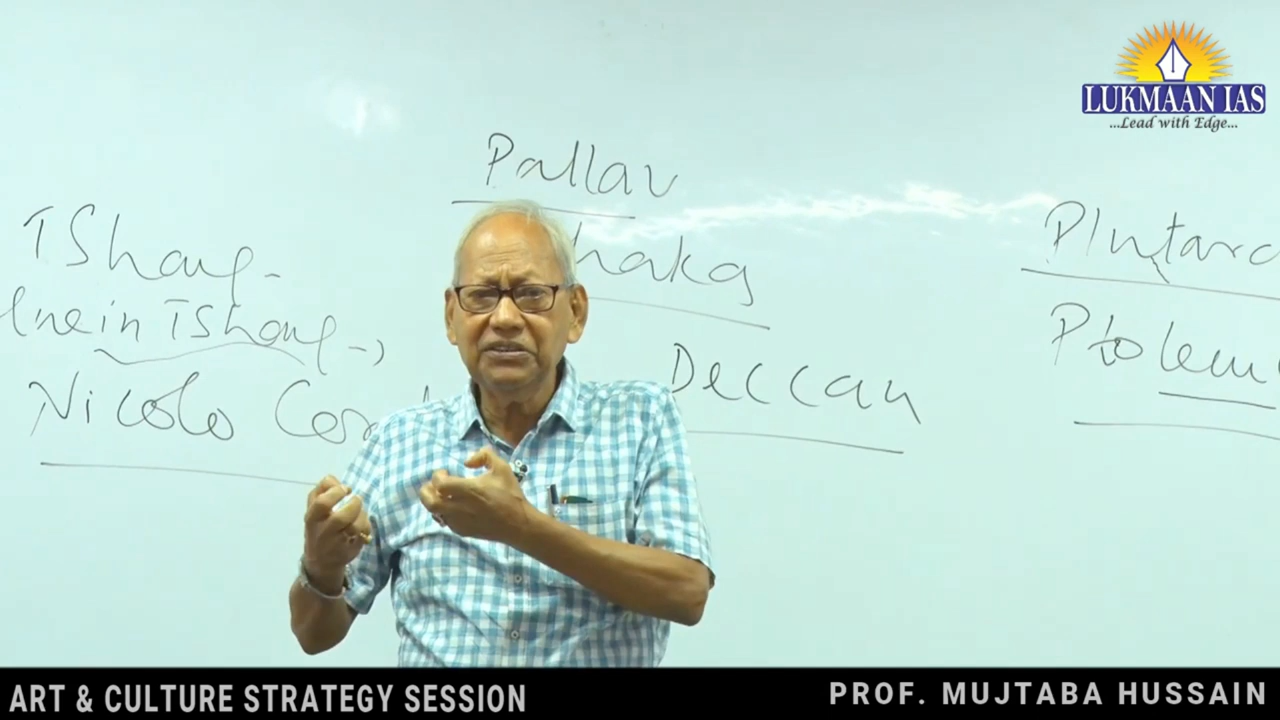 LUKMAAN IAS
...Lead with Edge...
Pallav
TShang-
TShang-,
Nicolo Con
Deccan
Plutarc
Ptolem
ART & CULTURE STRATEGY SESSION
PROF. MUJTABA HUSSAIN